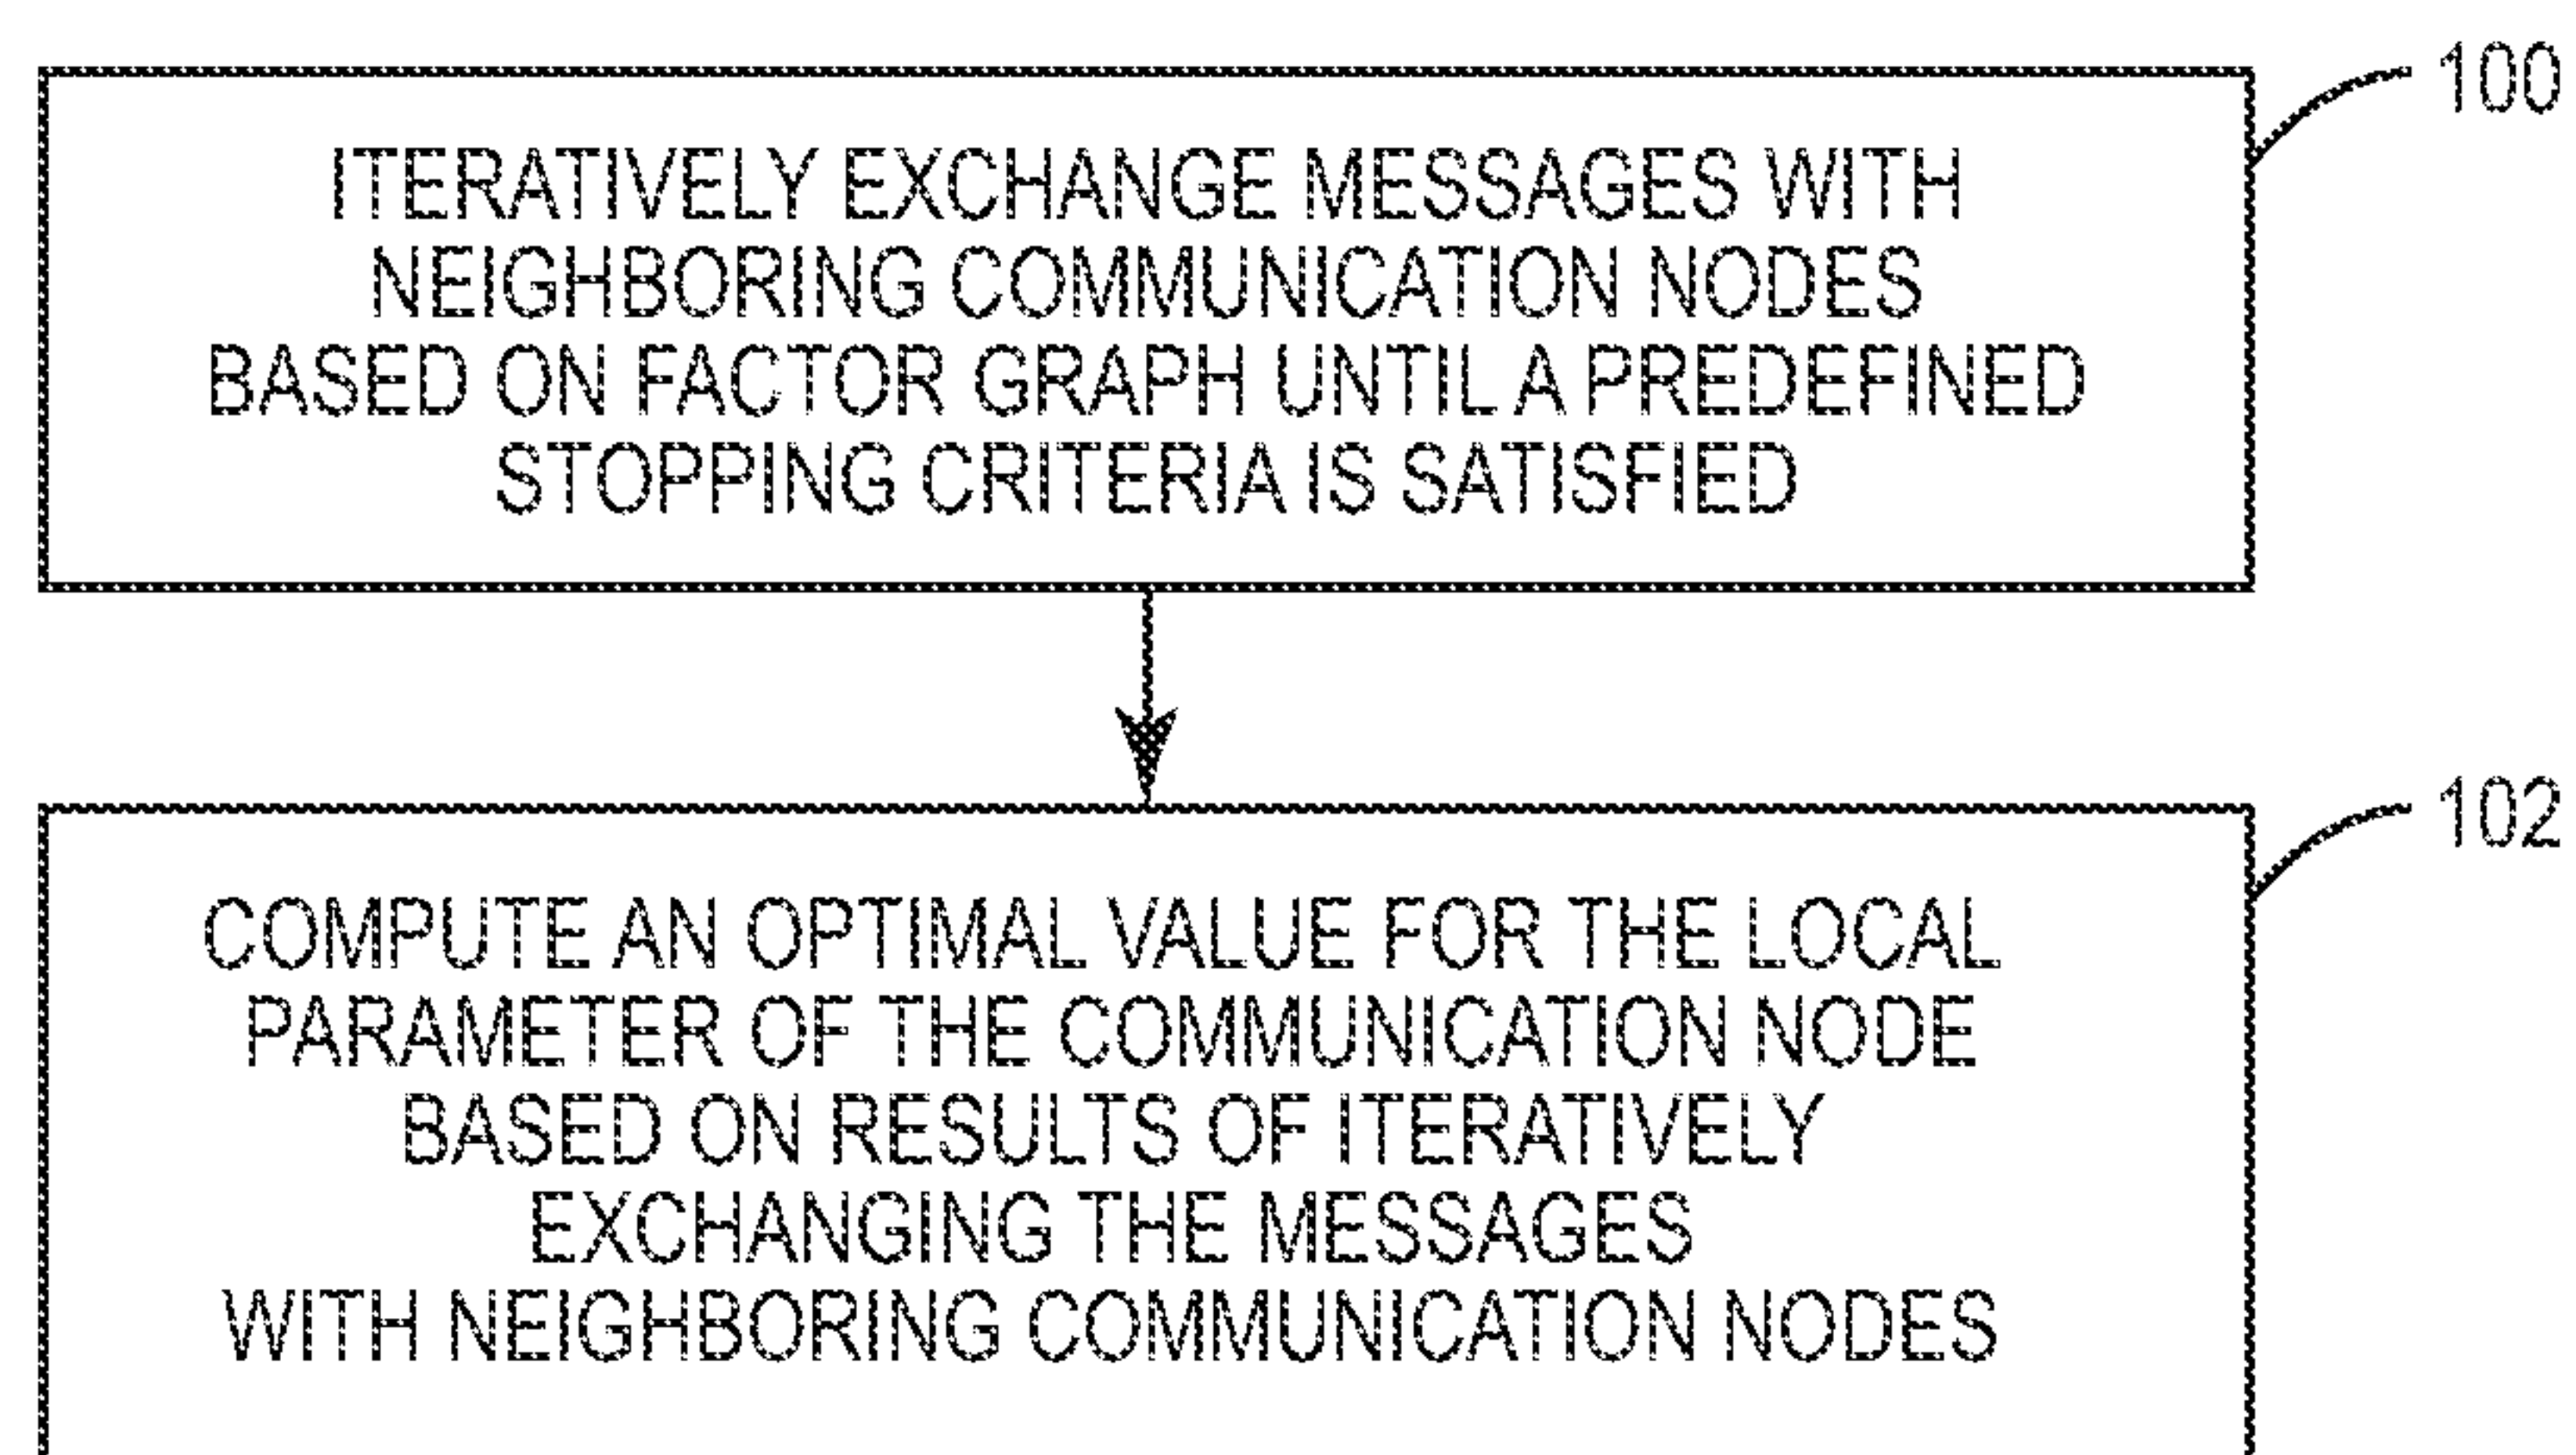 100
ITERATIVELY EXCHANGE MESSAGES WITH
NEIGHBORING COMMUNICATION NODES
BASED ON FACTOR GRAPH UNTIL A PREDEFINED
STOPPING CRITERIA IS SATISFIED
102
COMPUTE AN OPTIMAL VALUE FOR THE LOCAL
PARAMETER OF THE COMMUNICATION NODE
BASED ON RESULTS OF ITERATIVELY
EXCHANGING THE MESSAGES
WITH NEIGHBORING COMMUNICATION NODES